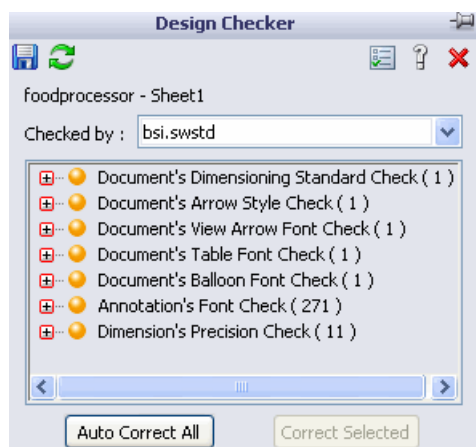 Design Checker
foodprocessor - Sheet1
Checked by : bsi.swstd
Document's Dimensioning Standard Check ( 1 )
Document's Arrow Style Check ( 1 )
Document's View Arrow Font Check ( 1 )
Document's Table Font Check ( 1 )
Document's Balloon Font Check ( 1 )
Annotation's Font Check ( 271 )
Dimension's Precision Check ( 11 )
Auto Correct All Correct Selected